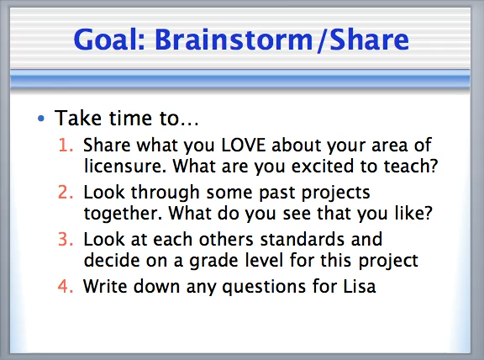 Goal: Brainstorm/Share
• Take time to...
1. Share what you LOVE about your area of
licensure. What are you excited to teach?
2. Look through some past projects
together. What do you see that you like?
3. Look at each others standards and
decide on a grade level for this project
4. Write down any questions for Lisa